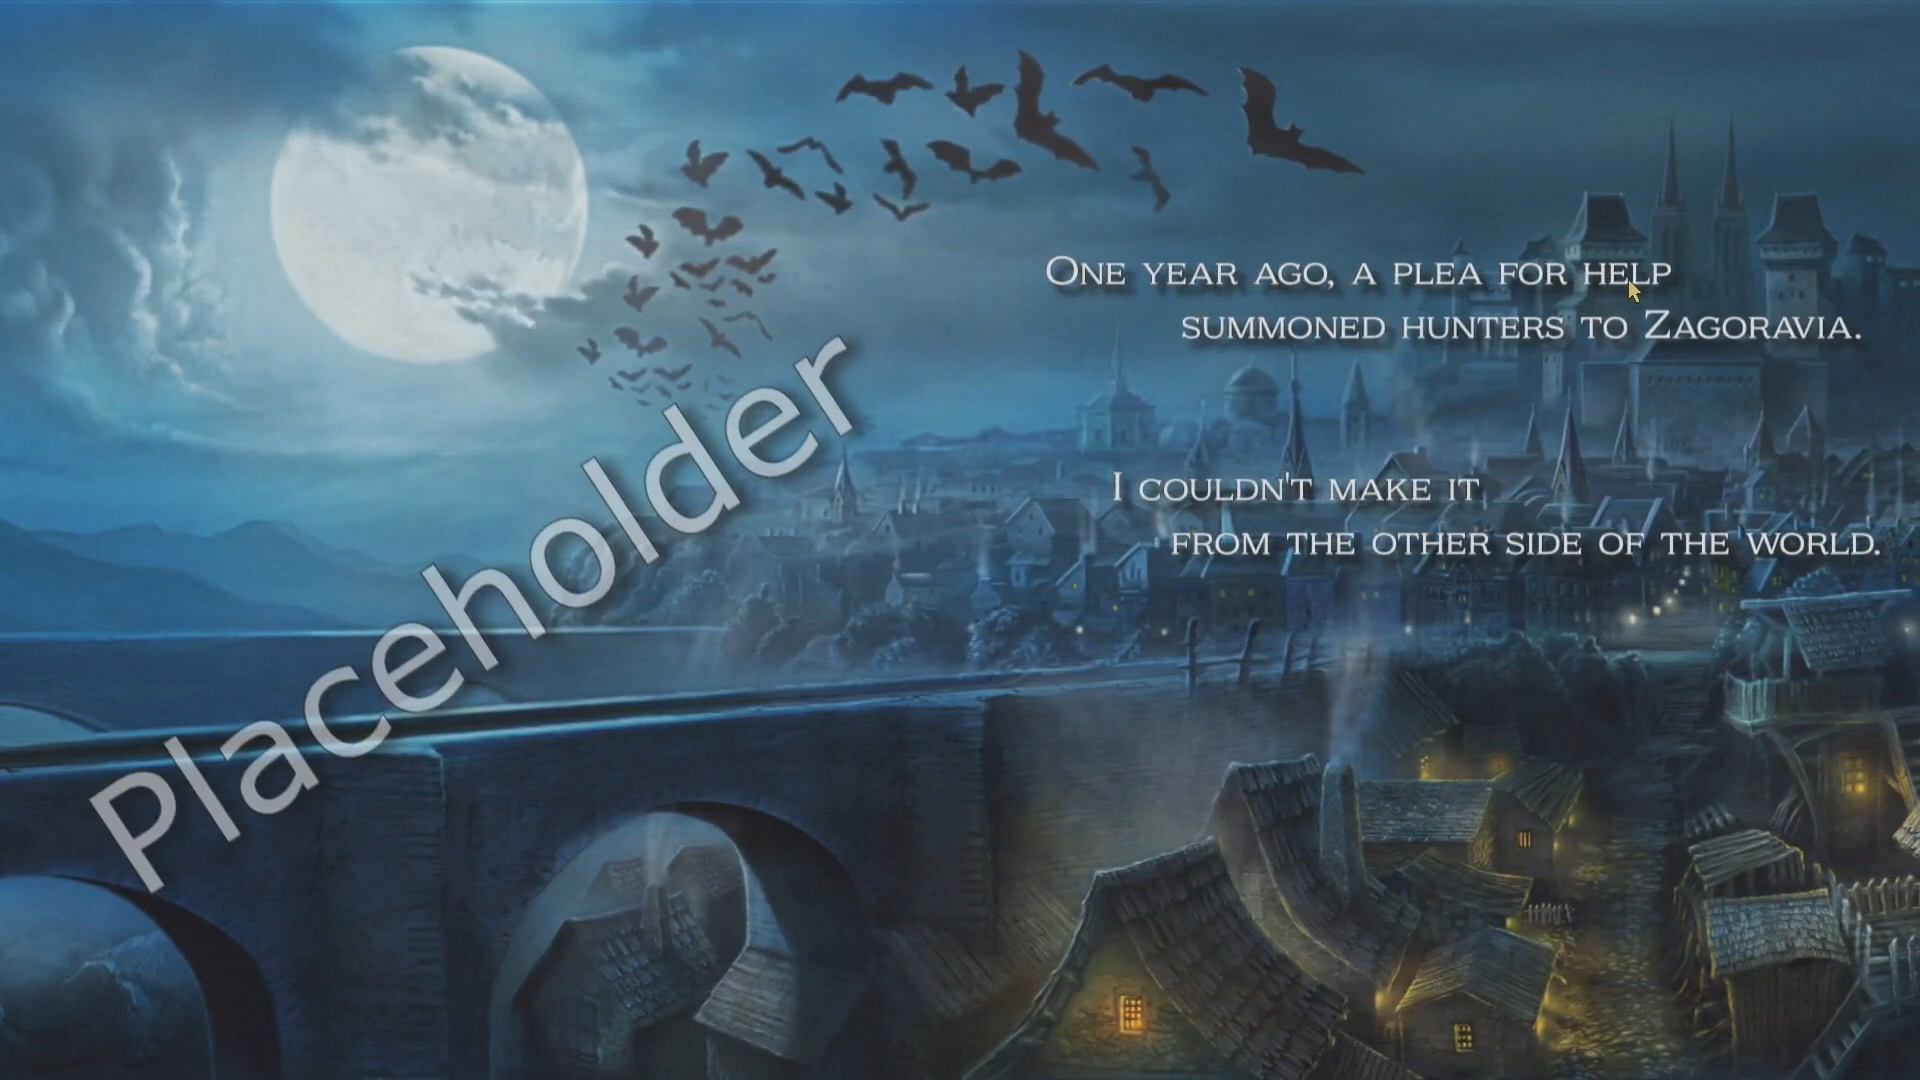 One year ago, a plea for help
summoned hunters to Zagoravia.
I couldn't make it
from the other side of the world.
Placeholder